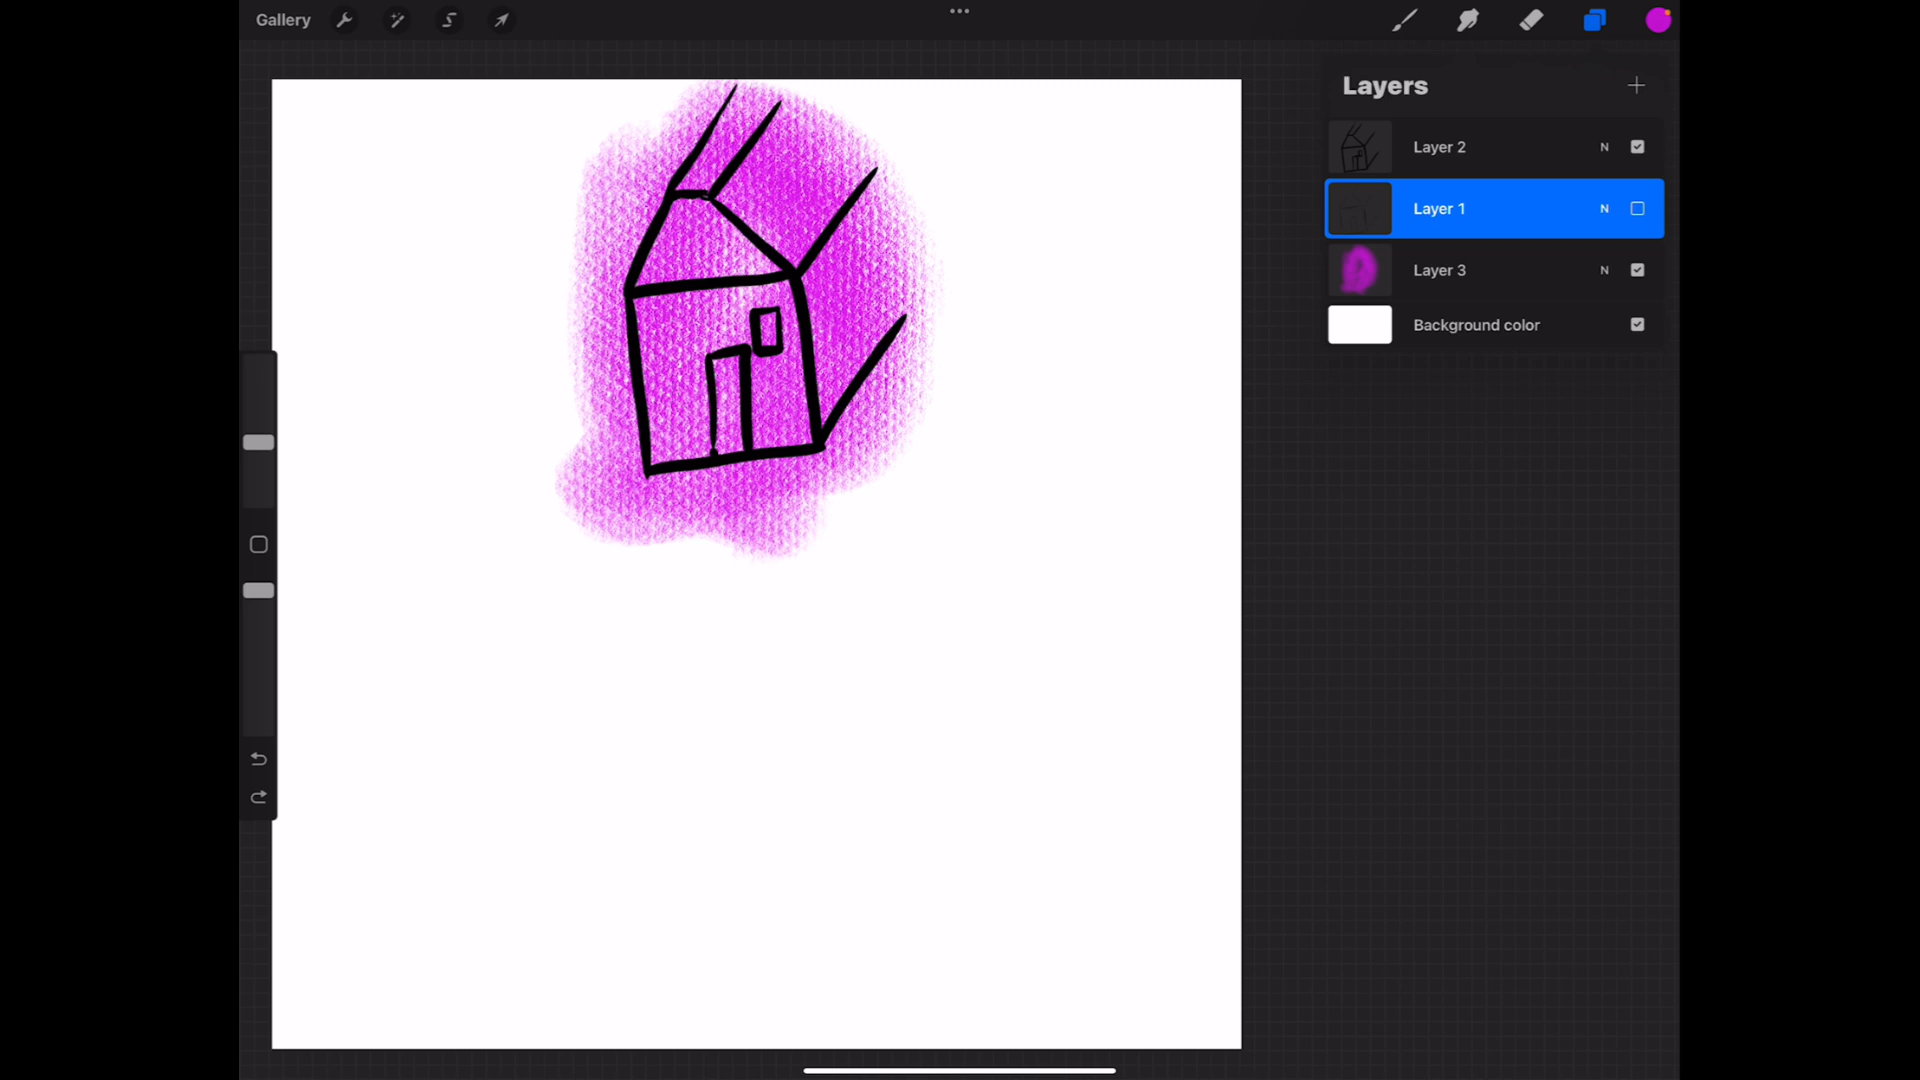 Gallery
Layers
Layer 2 N
Layer 1 N
Layer 3 N
Background color